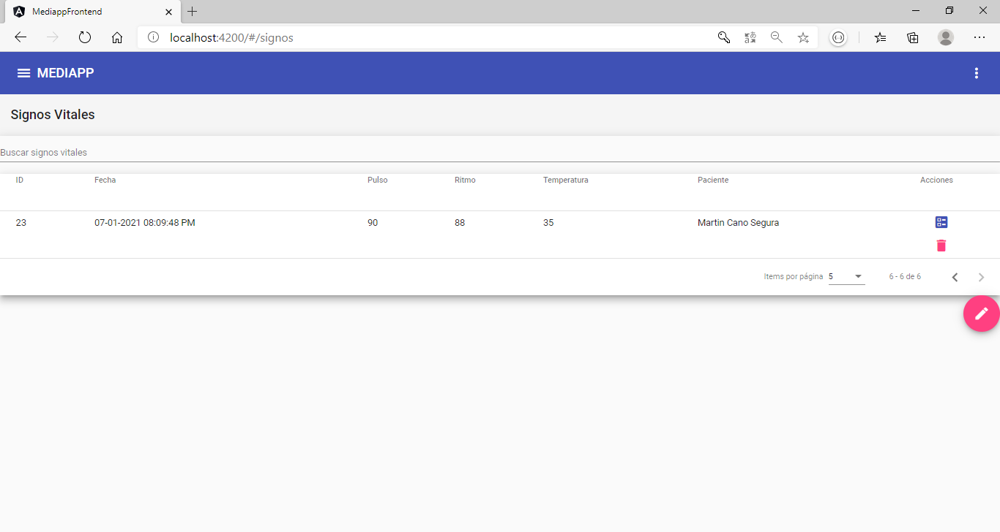 MediappFrontend
localhost:4200/#/signos
MEDIAPP
Signos Vitales
Buscar signos vitales
ID Fecha Pulso Ritmo Temperatura Paciente Acciones
23 07-01-2021 08:09:48 PM 90 88 35 Martin Cano Segura
Items por página 5 6 - 6 de 6